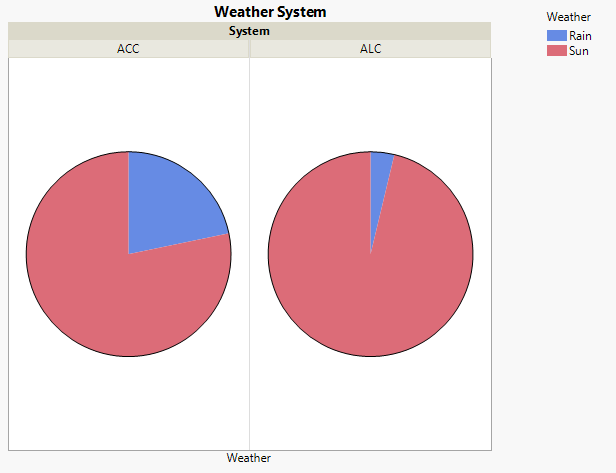 Weather System
System
ACC
ALC
Weather
Weather
Rain
Sun